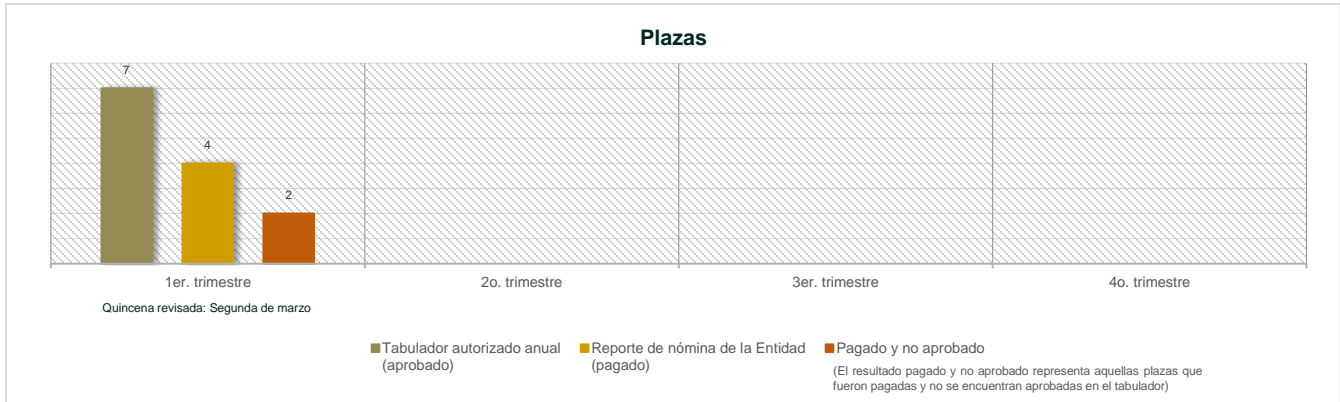 Plazas
7
4
2
1er. trimestre
2o. trimestre
3er. trimestre
4o. trimestre
Quincena revisada: Segunda de marzo
Tabulador autorizado anual
(aprobado)
Reporte de nómina de la Entidad
(pagado)
Pagado y no aprobado
(El resultado pagado y no aprobado representa aquellas plazas que
fueron pagadas y no se encuentran aprobadas en el tabulador)